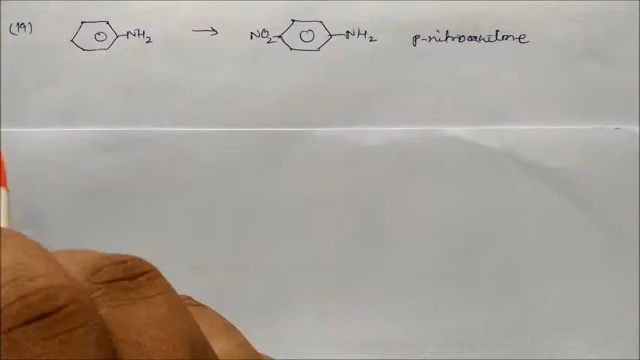 (19) NH2 → NO2 NH2 p-nitroaniline